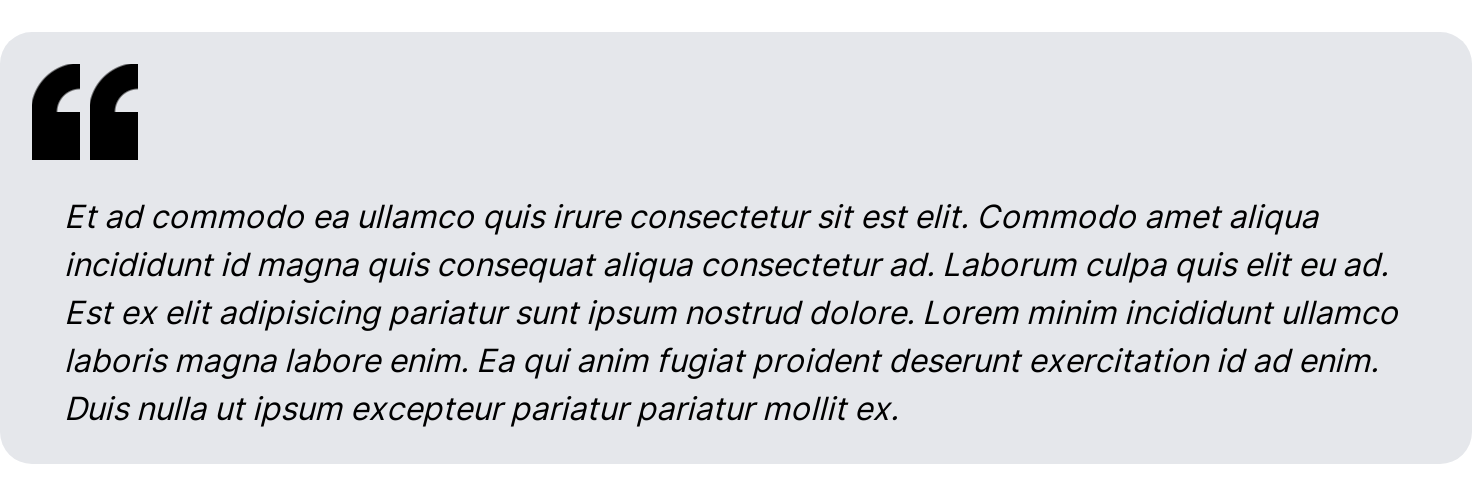 “
Et ad commodo ea ullamco quis irure consectetur sit est elit. Commodo amet aliqua
incididunt id magna quis consequat aliqua consectetur ad. Laborum culpa quis elit eu ad.
Est ex elit adipisicing pariatur sunt ipsum nostrud dolore. Lorem minim incididunt ullamco
laboris magna labore enim. Ea qui anim fugiat proident deserunt exercitation id ad enim.
Duis nulla ut ipsum excepteur pariatur pariatur mollit ex.